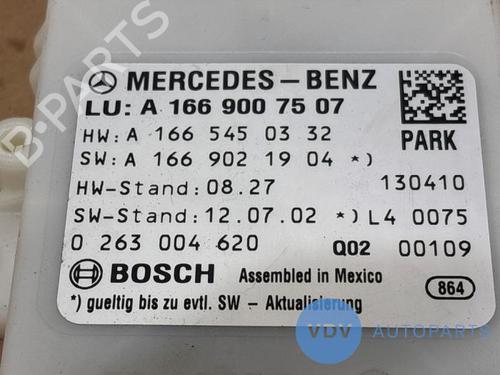 MERCEDES-BENZ
LU: A 166 900 75 07
HW: A 166 545 03 32 PARK
SW: A 166 902 19 04 *)
HW-Stand: 08.27 130410
SW-Stand: 12.07.02 *) L4 0075
0 263 004 620 Q02 00109
BOSCH Assembled in Mexico
*) gueltig bis zu evtl. SW - Aktualisierung 864
VDV AUTOPARTS
B-PARTS